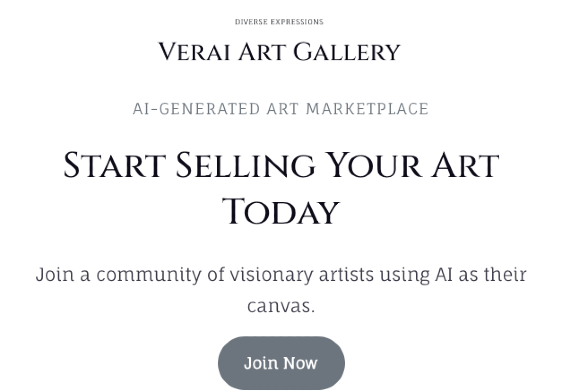 DIVERSE EXPRESSIONS
Verai Art Gallery
AI-GENERATED ART MARKETPLACE
Start Selling Your Art
Today
Join a community of visionary artists using AI as their
canvas.
Join Now